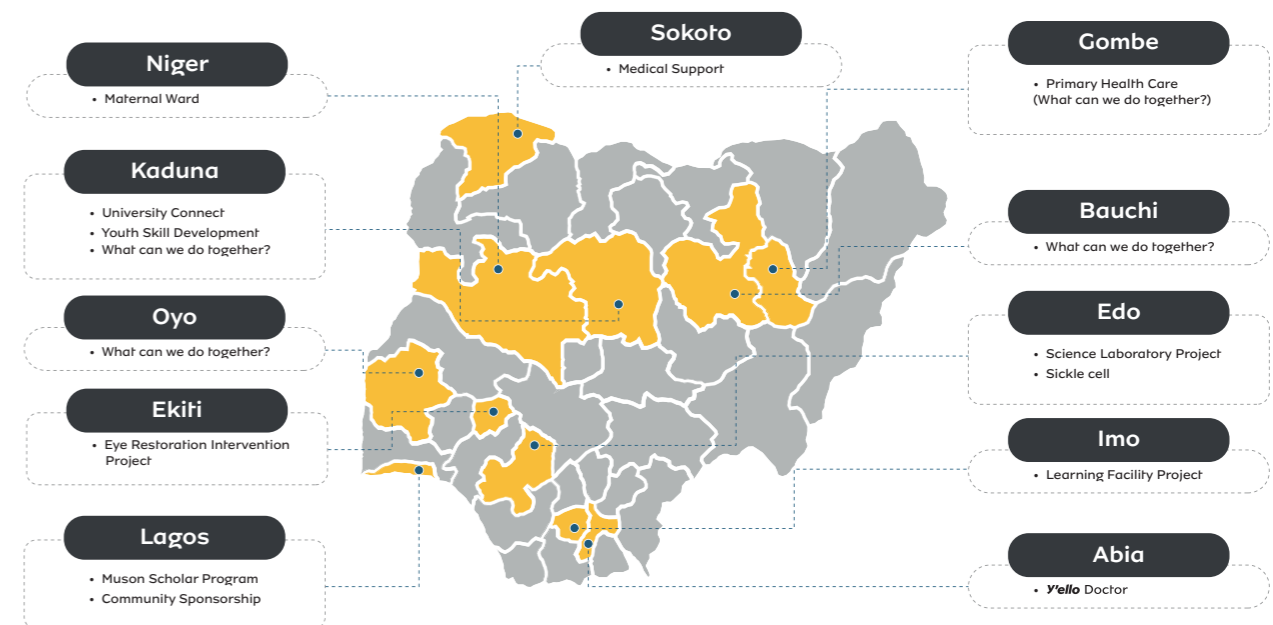 Niger
• Maternal Ward
Kaduna
• University Connect
• Youth Skill Development
• What can we do together?
Oyo
• What can we do together?
Ekiti
• Eye Restoration Intervention
Project
Lagos
• Muson Scholar Program
• Community Sponsorship
Sokoto
• Medical Support
Gombe
• Primary Health Care
(What can we do together?)
Bauchi
• What can we do together?
Edo
• Science Laboratory Project
• Sickle cell
Imo
• Learning Facility Project
Abia
• Y'ello Doctor